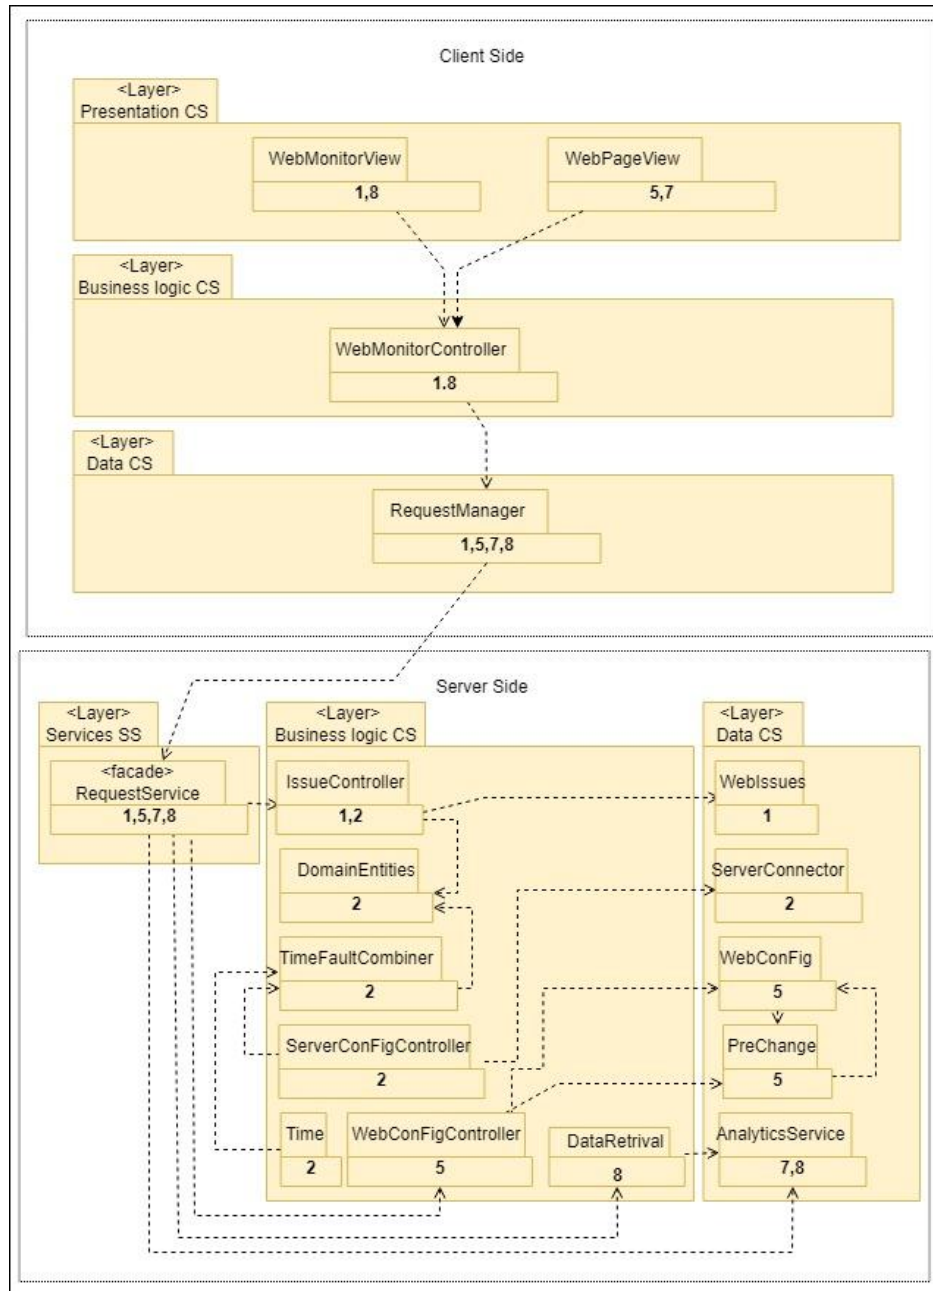 Client Side
<Layer>
Presentation CS
WebMonitorView
1,8
WebPageView
5,7
<Layer>
Business logic CS
WebMonitorController
1.8
<Layer>
Data CS
RequestManager
1,5,7,8
Server Side
<Layer>
Services SS
<facade>
RequestService
1,5,7,8
<Layer>
Business logic CS
IssueController
1,2
DomainEntities
2
TimeFaultCombiner
2
ServerConFigController
2
Time
2
WebConFigController
5
DataRetrival
8
<Layer>
Data CS
WebIssues
1
ServerConnector
2
WebConFig
5
PreChange
5
AnalyticsService
7,8